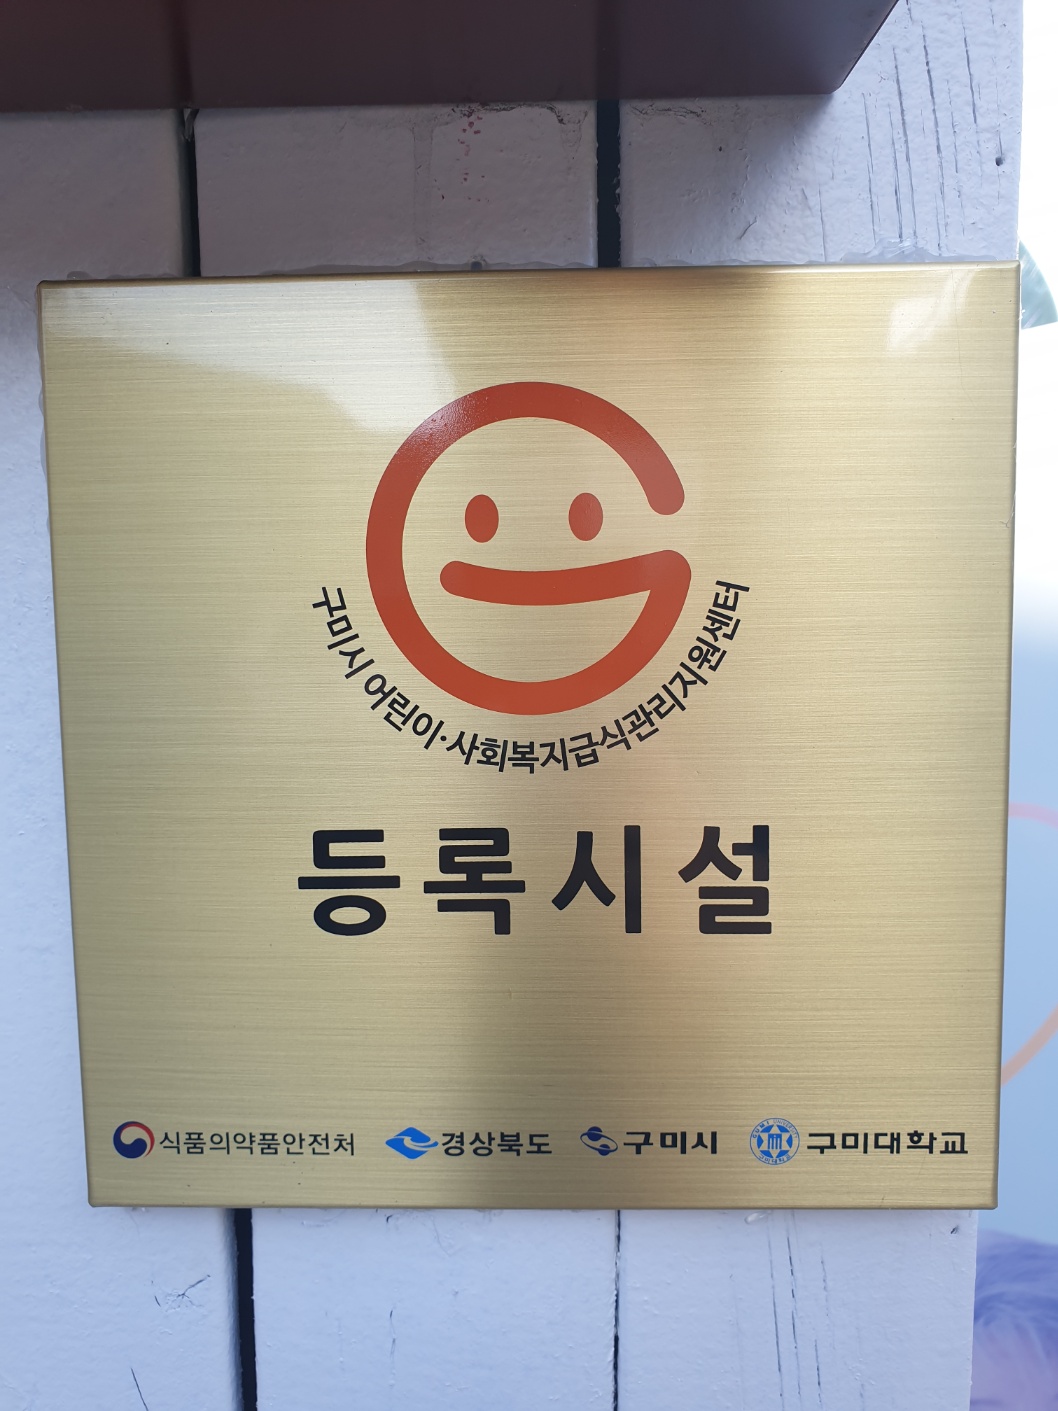 구미시 어린이·사회복지급식관리지원센터
등록시설
식품의약품안전처 경상북도 구미시 구미대학교